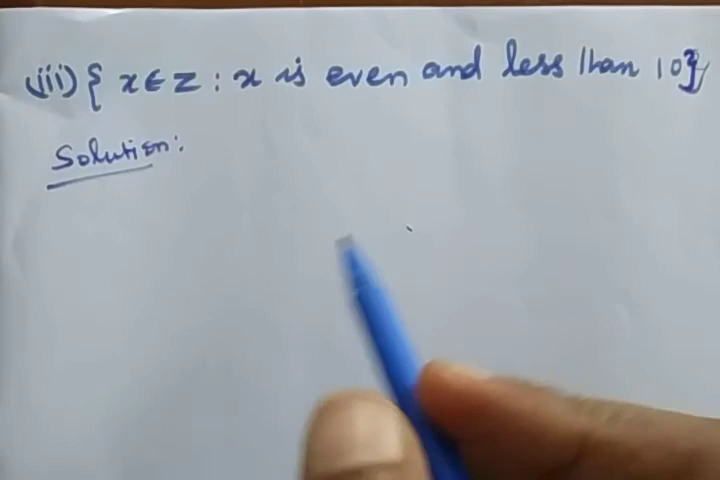 (iii) { x ∈ Z : x is even and less than 10}
Solution: